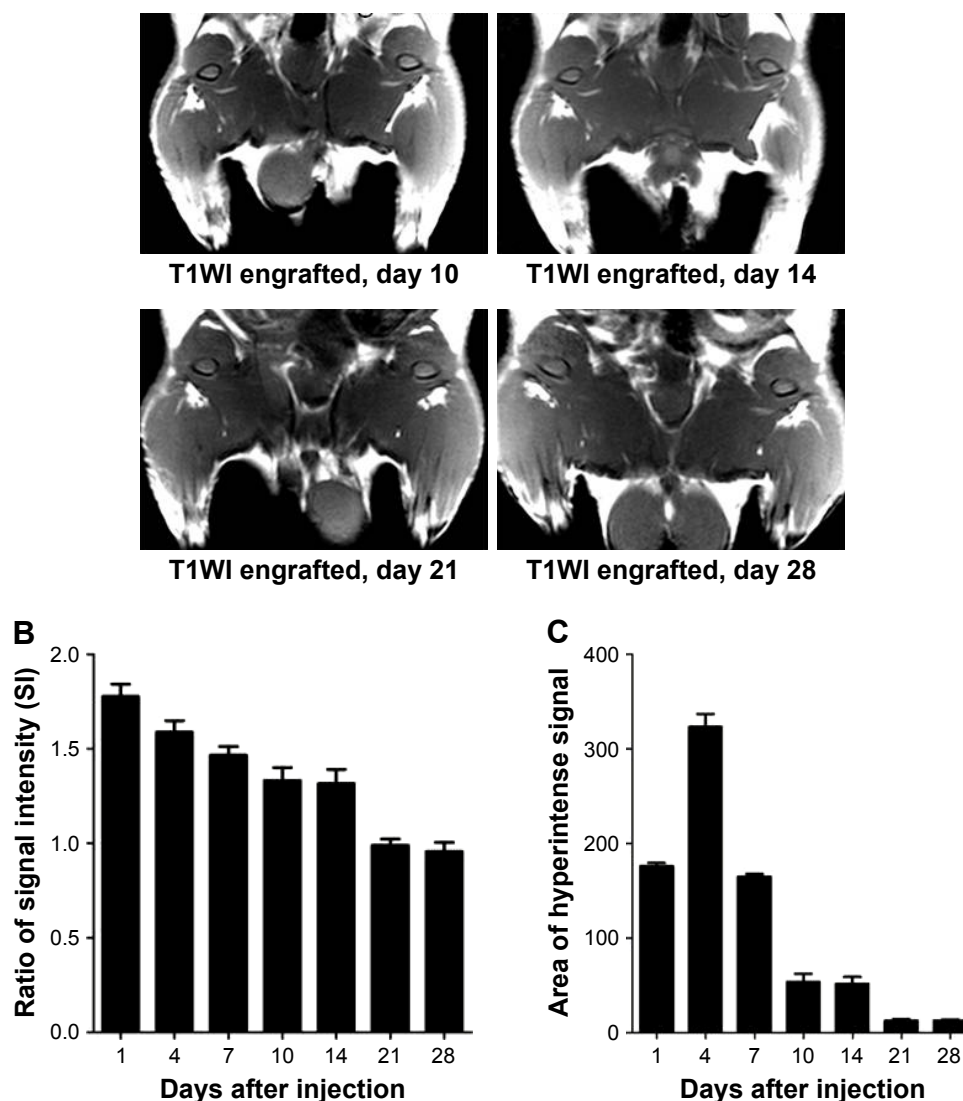 T1WI engrafted, day 10
T1WI engrafted, day 14
T1WI engrafted, day 21
T1WI engrafted, day 28
B
Ratio of signal intensity (SI)
2.0
1.5
1.0
0.5
0.0
1 4 7 10 14 21 28
Days after injection
C
Area of hyperintense signal
400
300
200
100
0
1 4 7 10 14 21 28
Days after injection